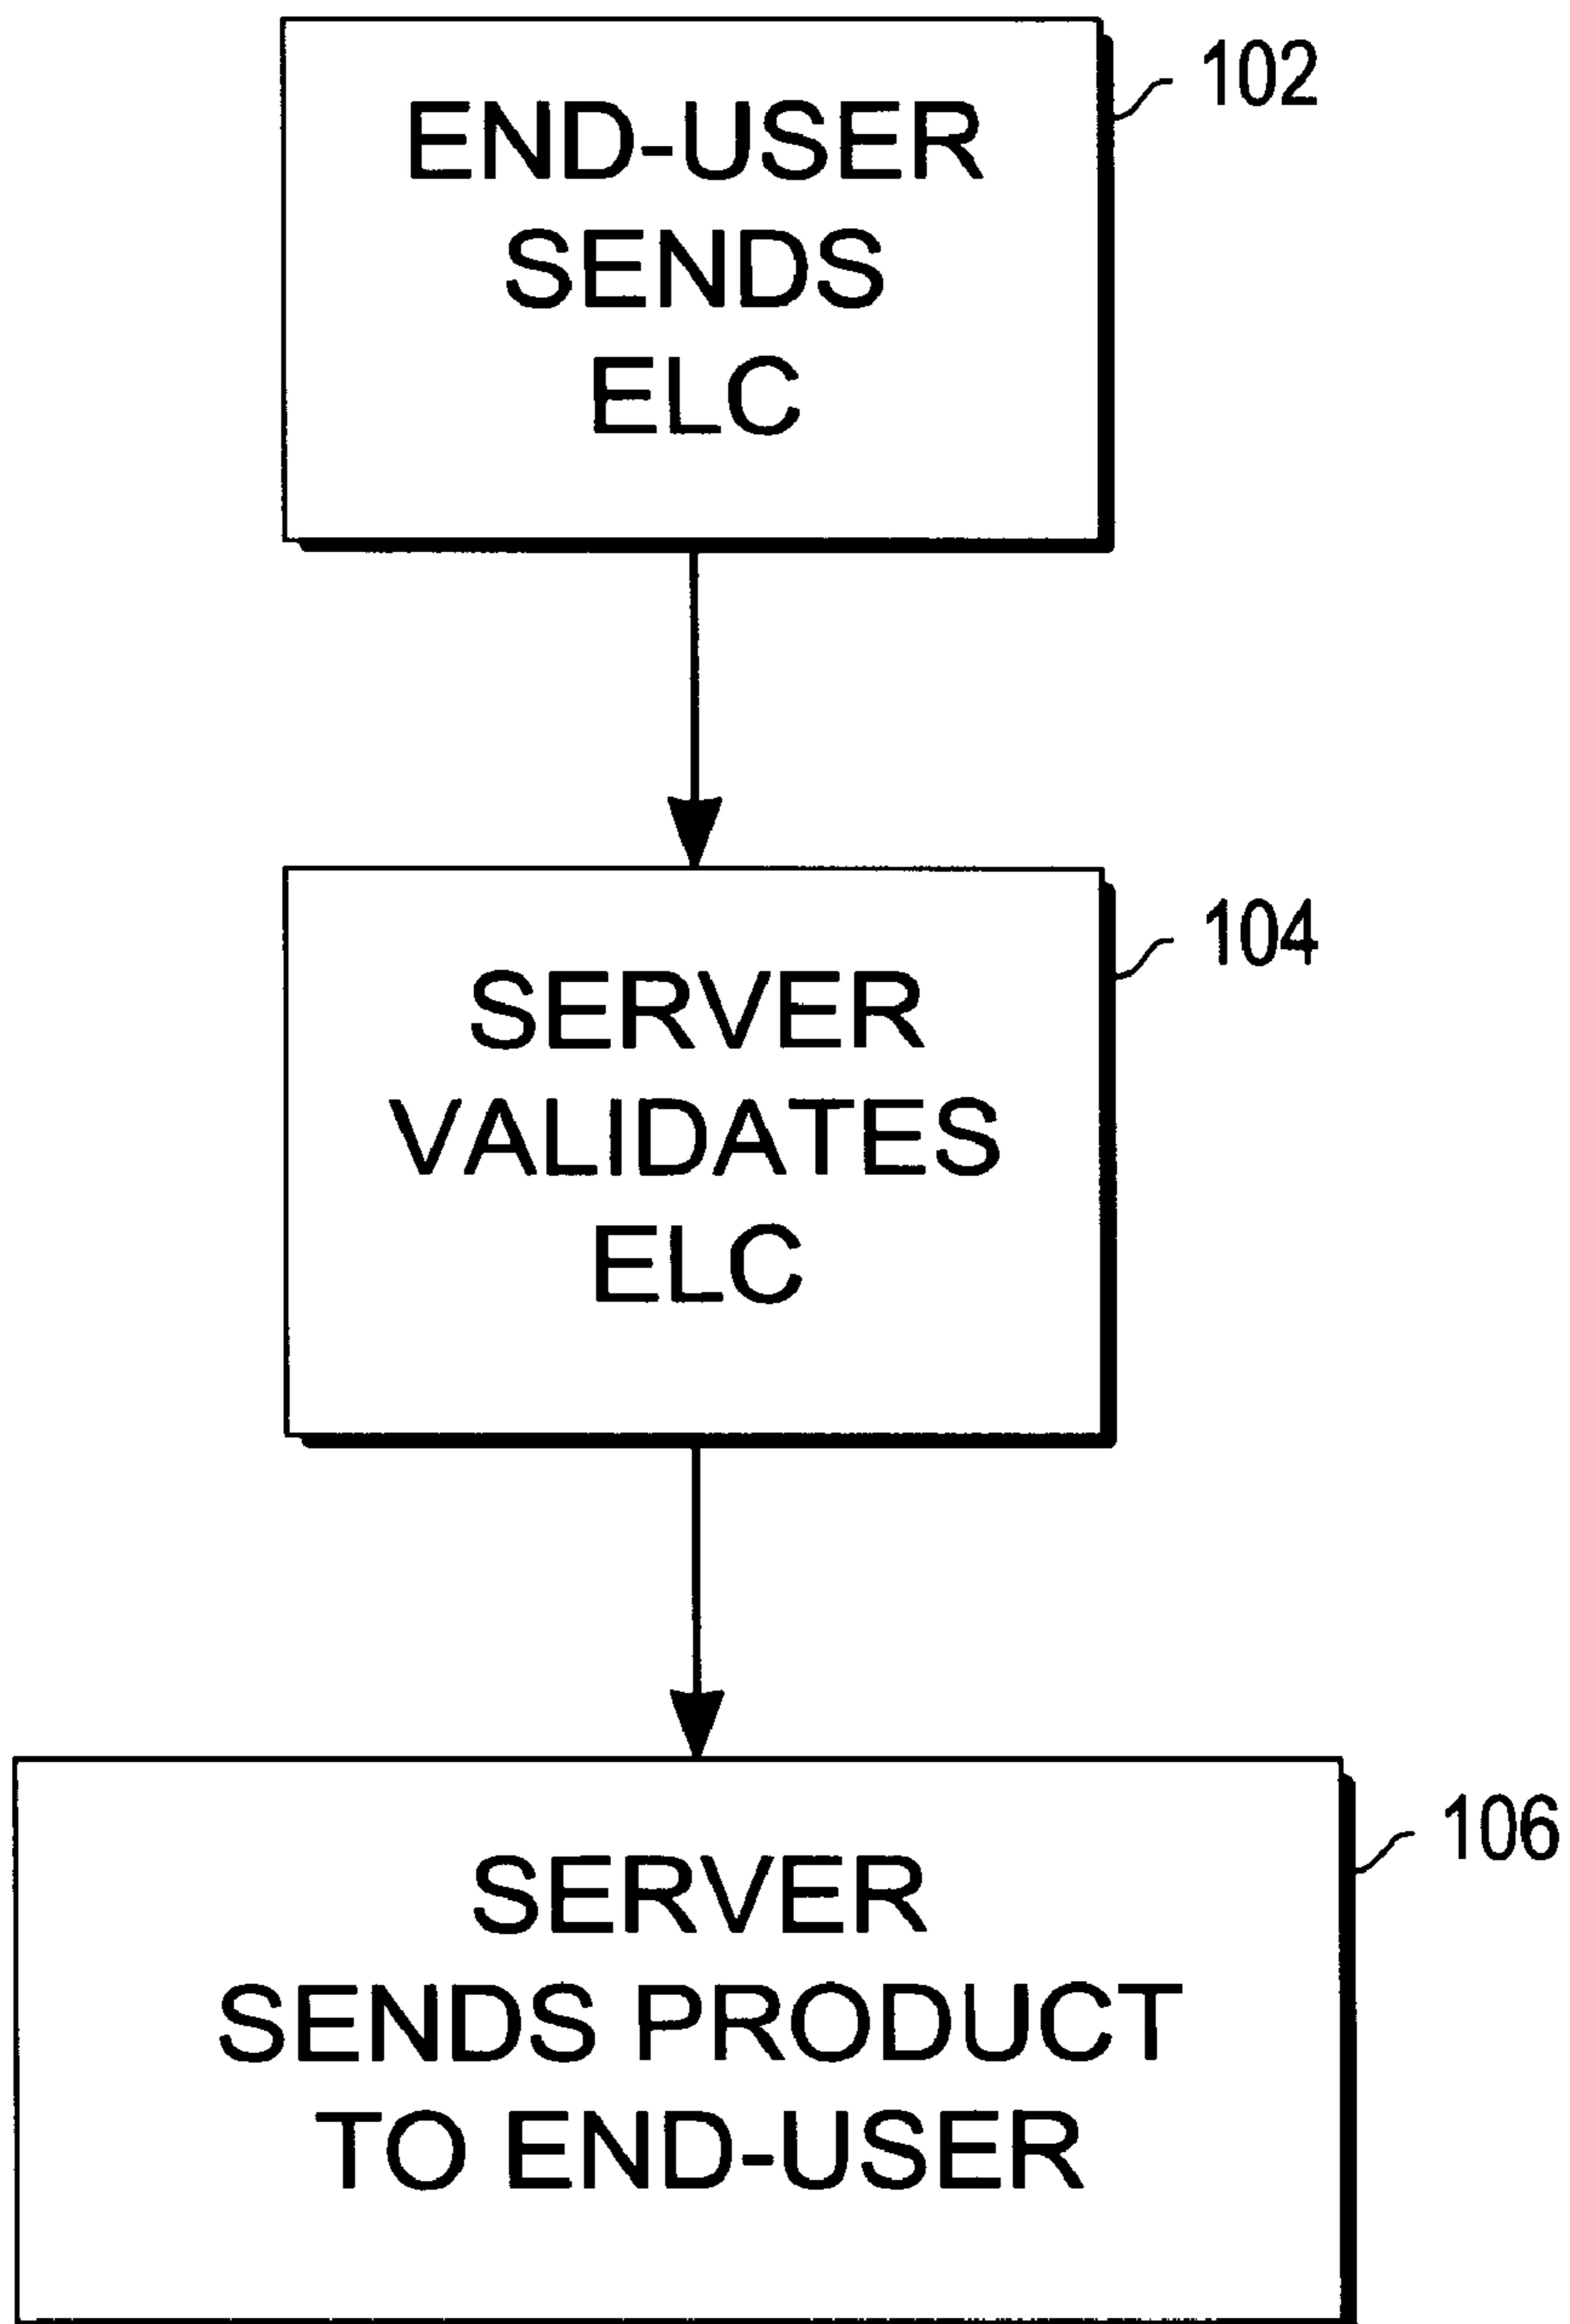 END-USER
SENDS
ELC
102
SERVER
VALIDATES
ELC
104
SERVER
SENDS PRODUCT
TO END-USER
106